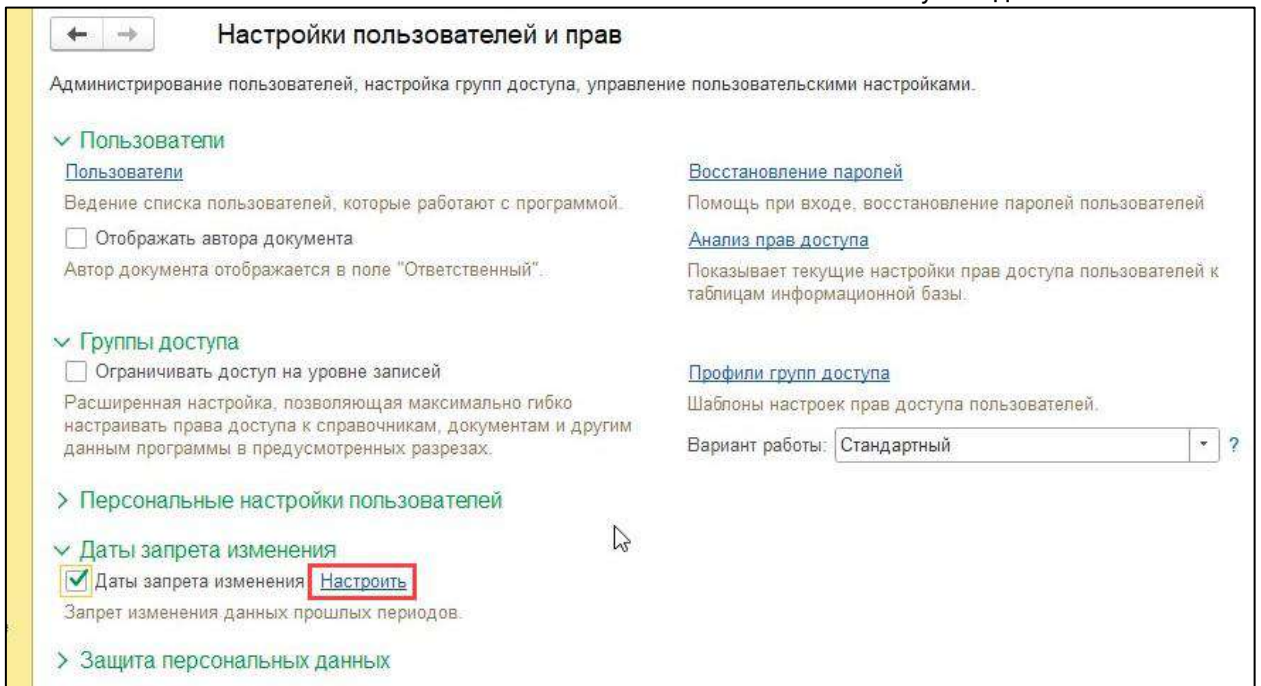 Настройки пользователей и прав
Администрирование пользователей, настройка групп доступа, управление пользовательскими настройками.
Пользователи
Пользователи
Ведение списка пользователей, которые работают с программой.
Отображать автора документа
Автор документа отображается в поле "Ответственный".
Восстановление паролей
Помощь при входе, восстановление паролей пользователей
Анализ прав доступа
Показывает текущие настройки прав доступа пользователей к
таблицам информационной базы.
Группы доступа
Ограничивать доступ на уровне записей
Расширенная настройка, позволяющая максимально гибко
настраивать права доступа к справочникам, документам и другим
данным программы в предусмотренных разрезах.
Профили групп доступа
Шаблоны настроек прав доступа пользователей.
Вариант работы: Стандартный ?
Персональные настройки пользователей
Даты запрета изменения
Даты запрета изменения Настроить
Запрет изменения данных прошлых периодов.
Защита персональных данных